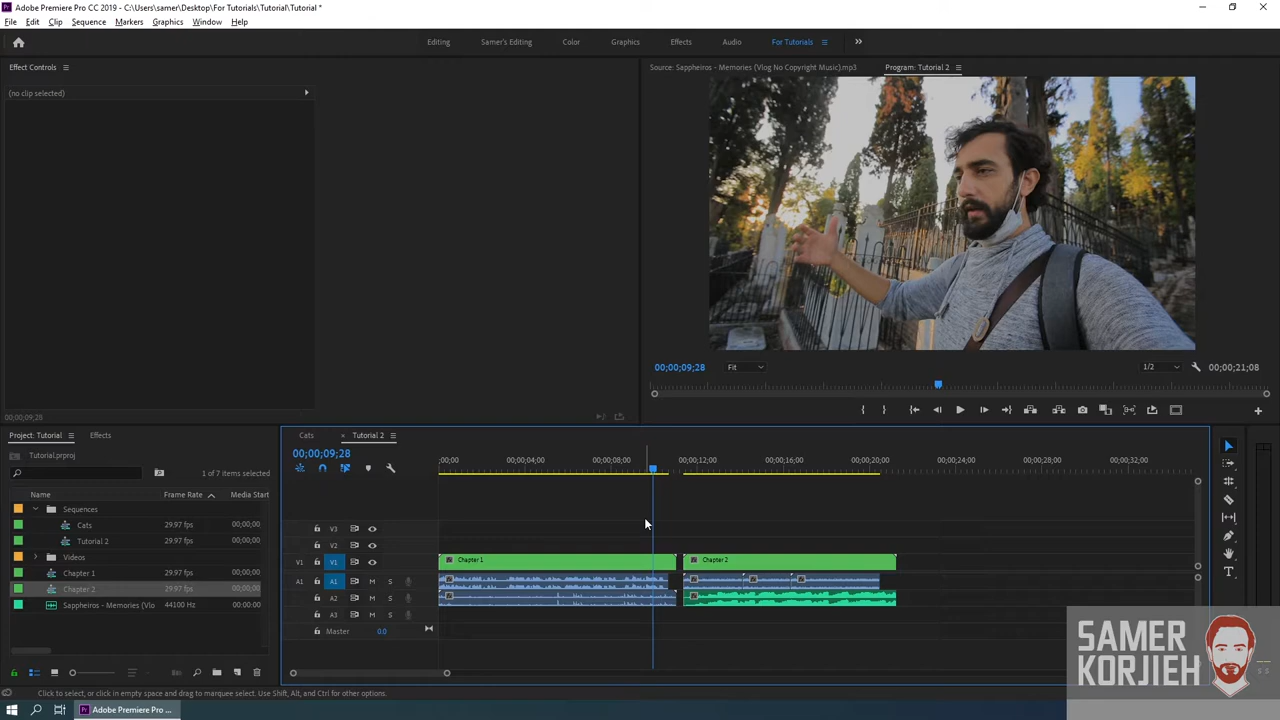 Adobe Premiere Pro CC 2019 - C:\Users\samer\Desktop\For Tutorials\Tutorial\Tutorial *
File Edit Clip Sequence Markers Graphics Window Help
Editing Samer's Editing Color Graphics Effects Audio For Tutorials
Effect Controls
Source: Sappheiros - Memories (Vlog No Copyright Music).mp3 Program: Tutorial 2
(no clip selected)
00;00;09;28 Fit 1/2 00;00;21;08
00;00;09;28
Project: Tutorial Effects
Cats × Tutorial 2
Tutorial.prproj
00;00;09;28
;00;00 00;00;04;00 00;00;08;00 00;00;12;00 00;00;16;00 00;00;20;00 00;00;24;00 00;00;28;00 00;00;32;00
1 of 7 items selected
Name Frame Rate Media Start
Sequences
Cats 29.97 fps 00;00;00
Tutorial 2 29.97 fps 00;00;00
Videos
Chapter 1 29.97 fps 00;00;00
Chapter 2 29.97 fps 00;00;00
Sappheiros - Memories (Vlo 44100 Hz 00:00:00
V3
V2
V1 V1 Chapter 1 Chapter 2
A1 A1 M S
A2 M S
A3 M S
Master 0.0
SAMER
KORJIEH
Click to select, or click in empty space and drag to marquee select. Use Shift, Alt, and Ctrl for other options.
Adobe Premiere Pro ...